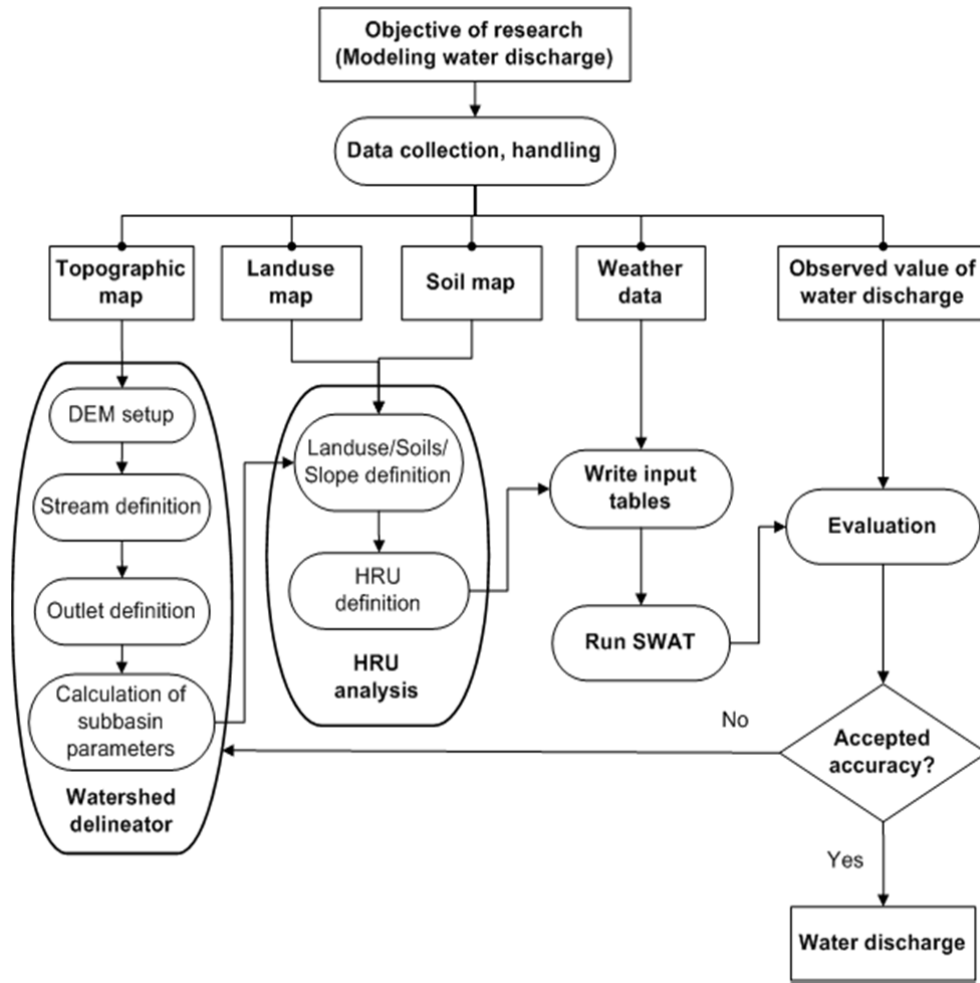 Objective of research
(Modeling water discharge)
Data collection, handling
Topographic
map
Landuse
map
Soil map
Weather
data
Observed value of
water discharge
DEM setup
Stream definition
Outlet definition
Calculation of
subbasin
parameters
Watershed
delineator
Landuse/Soils/
Slope definition
HRU
definition
HRU
analysis
Write input
tables
Run SWAT
Evaluation
Accepted
accuracy?
No
Yes
Water discharge